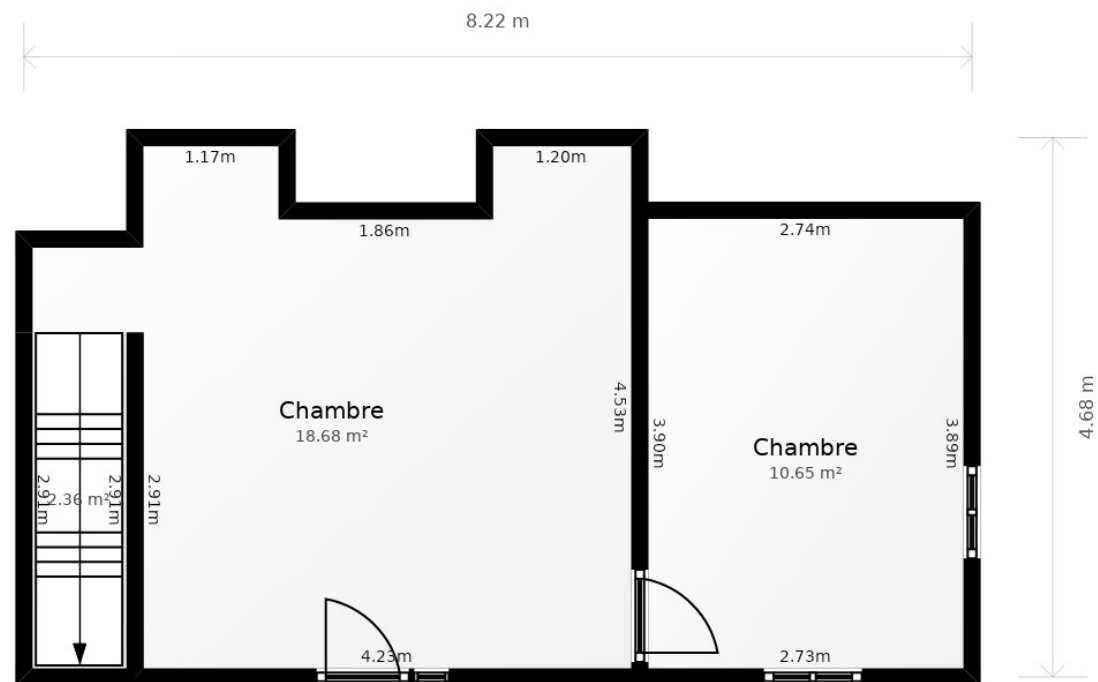 8.22 m
1.17m
1.20m
1.86m
2.74m
4.68 m
Chambre
18.68 m²
4.53m
3.90m
Chambre
10.65 m²
3.89m
2.91m
2.36 m²
2.91m
2.91m
4.23m
2.73m